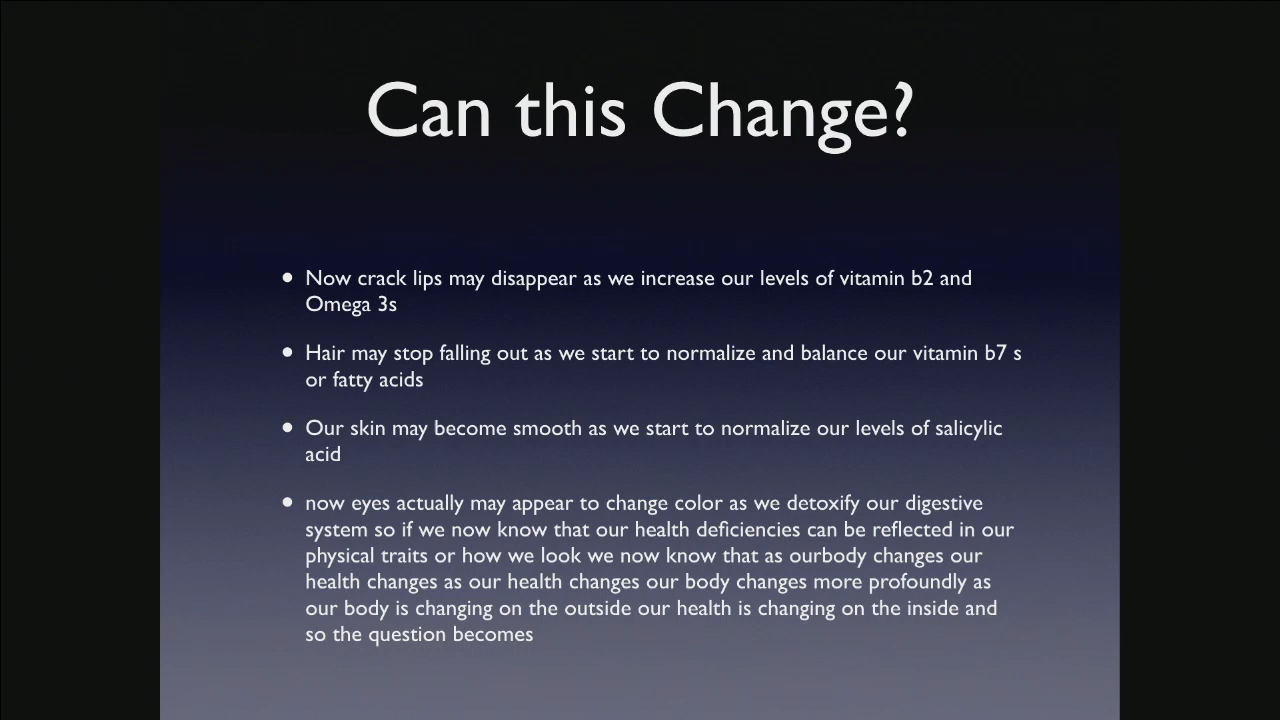 Can this Change?
• Now crack lips may disappear as we increase our levels of vitamin b2 and
Omega 3s
• Hair may stop falling out as we start to normalize and balance our vitamin b7 s
or fatty acids
• Our skin may become smooth as we start to normalize our levels of salicylic
acid
• now eyes actually may appear to change color as we detoxify our digestive
system so if we now know that our health deficiencies can be reflected in our
physical traits or how we look we now know that as ourbody changes our
health changes as our health changes our body changes more profoundly as
our body is changing on the outside our health is changing on the inside and
so the question becomes